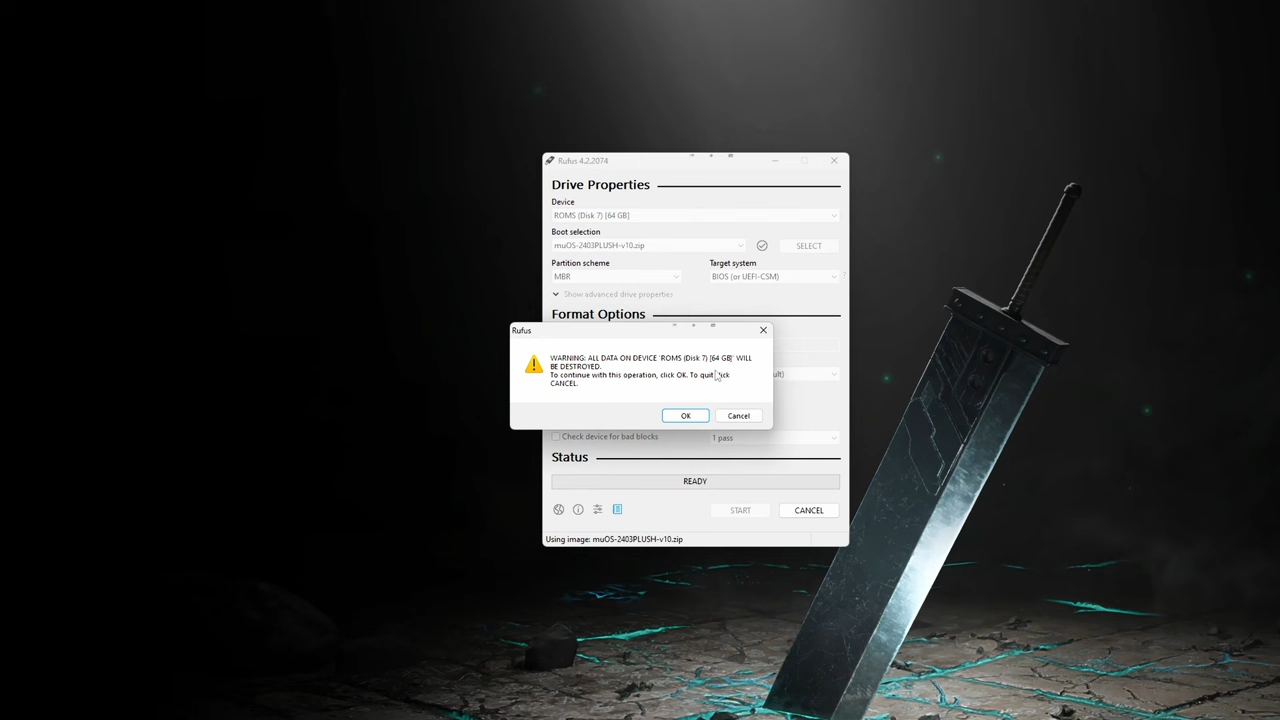 Rufus 4.2.2074
Drive Properties
Device
ROMS (Disk 7) [64 GB]
Boot selection
muOS-2403PLUSH-v10.zip
SELECT
Partition scheme
Target system
MBR
BIOS (or UEFI-CSM)
?
Show advanced drive properties
Format Options
Rufus
WARNING: ALL DATA ON DEVICE 'ROMS (Disk 7) [64 GB]' WILL
BE DESTROYED.
To continue with this operation, click OK. To quit click
CANCEL.
OK
Cancel
Check device for bad blocks
1 pass
Status
READY
START
CANCEL
Using image: muOS-2403PLUSH-v10.zip